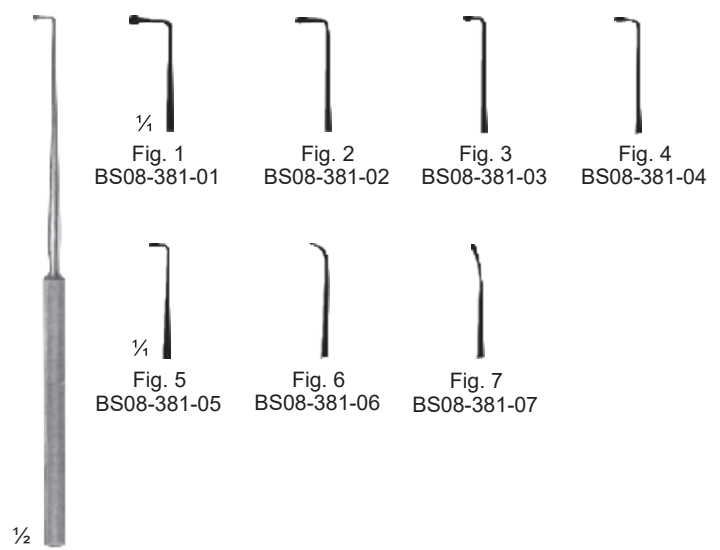 ¹⁄₁
Fig. 1
BS08-381-01
Fig. 2
BS08-381-02
Fig. 3
BS08-381-03
Fig. 4
BS08-381-04
¹⁄₁
Fig. 5
BS08-381-05
Fig. 6
BS08-381-06
Fig. 7
BS08-381-07
½